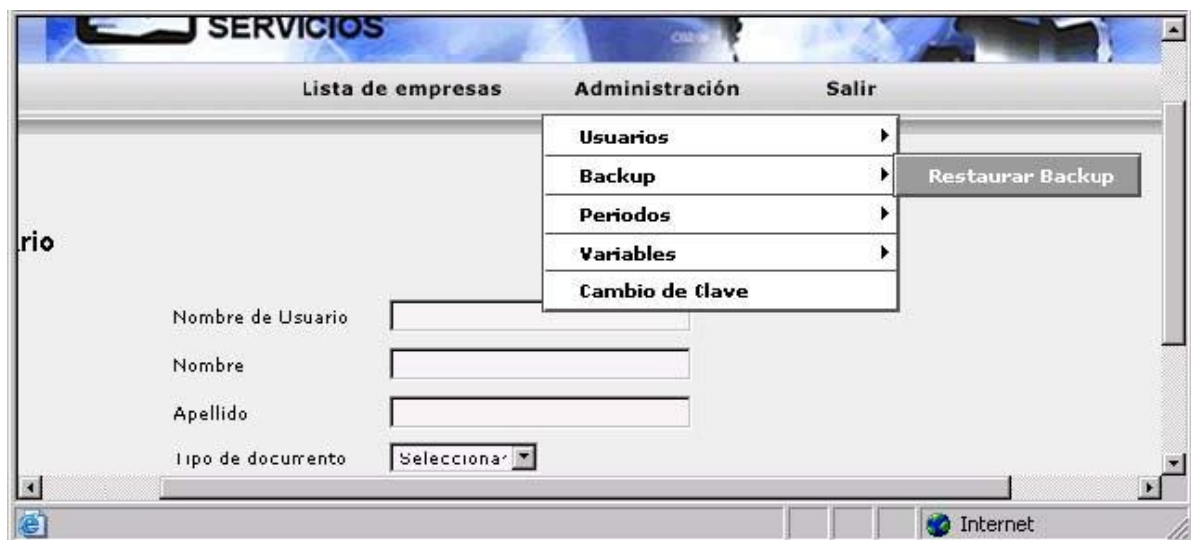 SERVICIOS
Lista de empresas Administración Salir
Usuarios
Backup Restaurar Backup
Periodos
rio
Variables
Cambio de Clave
Nombre de Usuario
Nombre
Apellido
Tipo de documento Seleccionar
Internet